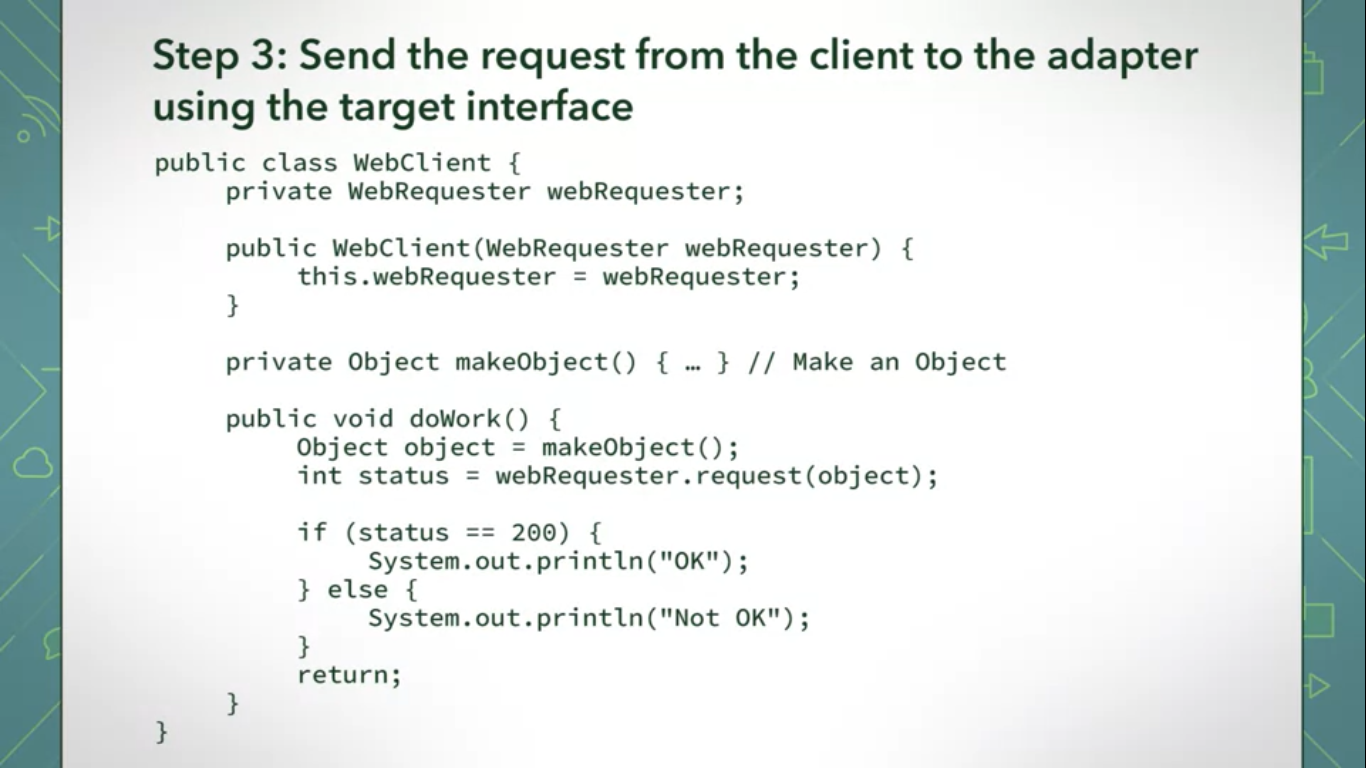 Step 3: Send the request from the client to the adapter
using the target interface
public class WebClient {
private WebRequester webRequester;
public WebClient(WebRequester webRequester) {
this.webRequester = webRequester;
}
private Object makeObject() { … } // Make an Object
public void doWork() {
Object object = makeObject();
int status = webRequester.request(object);
if (status == 200) {
System.out.println("OK");
} else {
System.out.println("Not OK");
}
return;
}
}